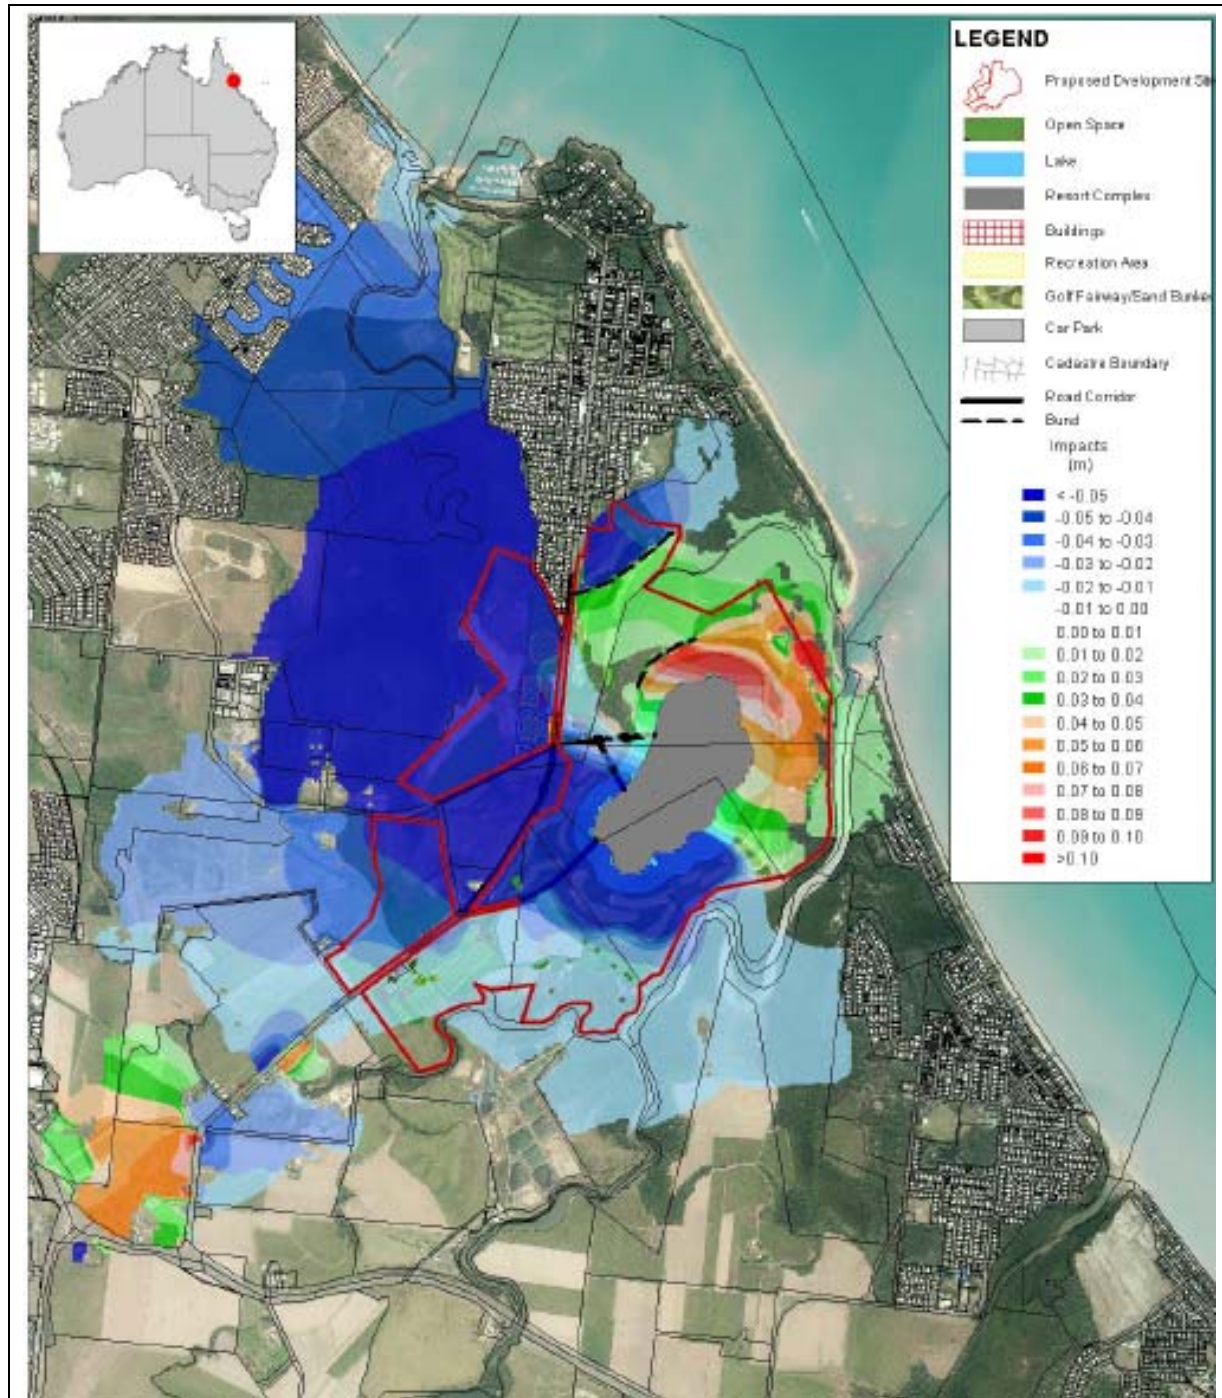 LEGEND
Proposed Dvelopment Site
Open Space
Lake
Resort Complex
Buildings
Recreation Area
Golf Fairway/Sand Bunker
Car Park
Cadastre Boundary
Road Corridor
Bund
Impacts
(m)
< -0.05
-0.05 to -0.04
-0.04 to -0.03
-0.03 to -0.02
-0.02 to -0.01
-0.01 to 0.00
0.00 to 0.01
0.01 to 0.02
0.02 to 0.03
0.03 to 0.04
0.04 to 0.05
0.05 to 0.06
0.06 to 0.07
0.07 to 0.08
0.08 to 0.09
0.09 to 0.10
>0.10